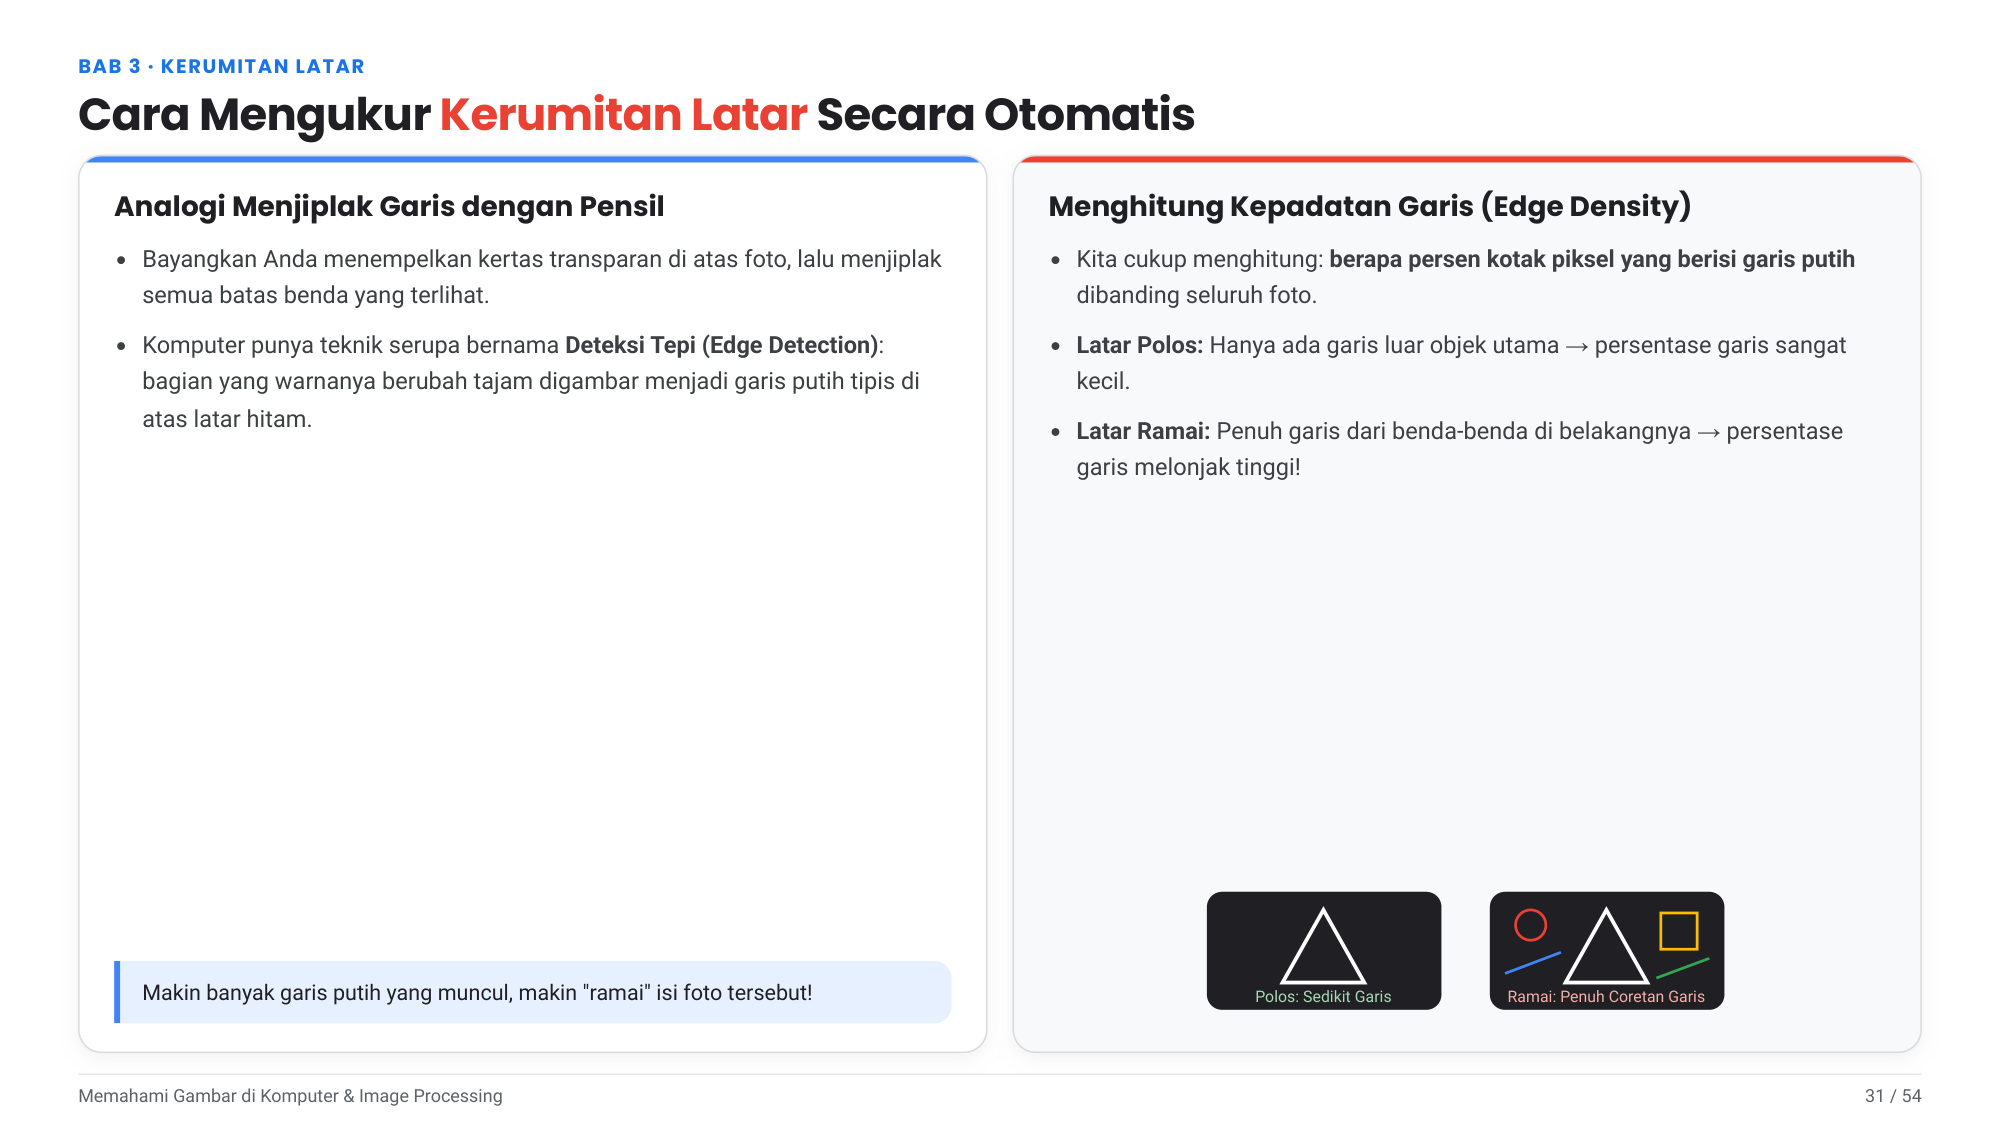 BAB 3 · KERUMITAN LATAR
Cara Mengukur Kerumitan Latar Secara Otomatis
Analogi Menjiplak Garis dengan Pensil
• Bayangkan Anda menempelkan kertas transparan di atas foto, lalu menjiplak
semua batas benda yang terlihat.
• Komputer punya teknik serupa bernama Deteksi Tepi (Edge Detection):
bagian yang warnanya berubah tajam digambar menjadi garis putih tipis di
atas latar hitam.
Makin banyak garis putih yang muncul, makin "ramai" isi foto tersebut!
Menghitung Kepadatan Garis (Edge Density)
• Kita cukup menghitung: berapa persen kotak piksel yang berisi garis putih
dibanding seluruh foto.
• Latar Polos: Hanya ada garis luar objek utama → persentase garis sangat
kecil.
• Latar Ramai: Penuh garis dari benda-benda di belakangnya → persentase
garis melonjak tinggi!
Polos: Sedikit Garis
Ramai: Penuh Coretan Garis
Memahami Gambar di Komputer & Image Processing
31 / 54